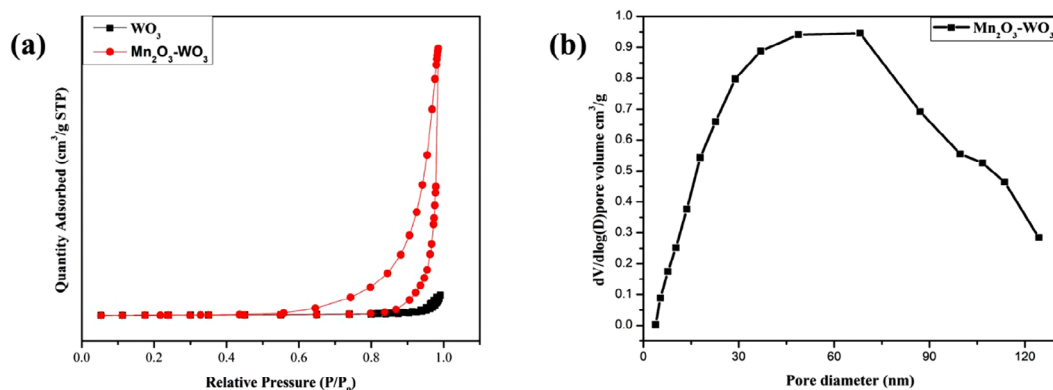 (a)
WO₃
Mn₂O₃-WO₃
Quantity Adsorbed (cm³/g STP)
0.0 0.2 0.4 0.6 0.8 1.0
Relative Pressure (P/P₀)
(b)
Mn₂O₃-WO₃
dV/dlog(D)pore volume cm³/g
1.0
0.9
0.8
0.7
0.6
0.5
0.4
0.3
0.2
0.1
0.0
0 30 60 90 120
Pore diameter (nm)